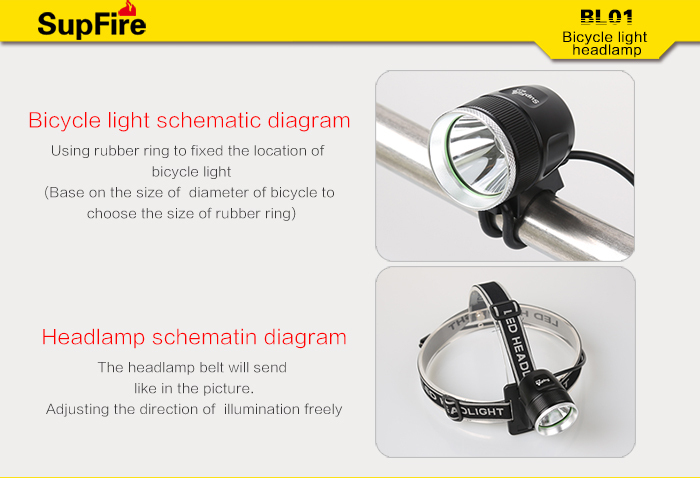 SupFire
BL01
Bicycle light
headlamp
Bicycle light schematic diagram
Using rubber ring to fixed the location of
bicycle light
(Base on the size of diameter of bicycle to
choose the size of rubber ring)
SupFire
Headlamp schematin diagram
The headlamp belt will send
like in the picture.
Adjusting the direction of illumination freely
LED HEADL
LED HEADLIGHT
ADLIGHT